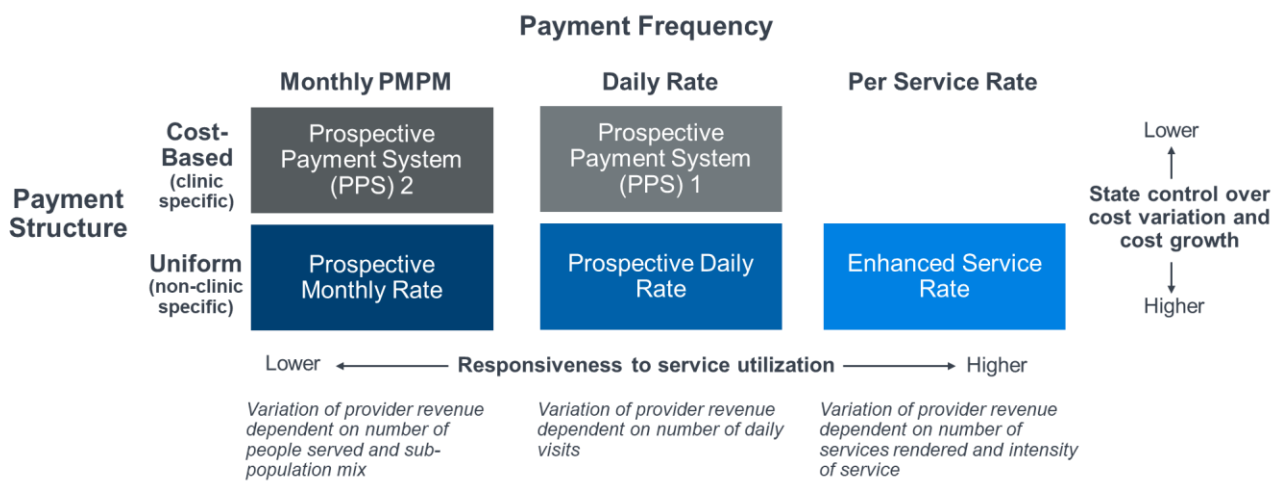 Payment Frequency
Monthly PMPM
Daily Rate
Per Service Rate
Payment
Structure
Cost-
Based
(clinic
specific)
Prospective
Payment System
(PPS) 2
Prospective
Payment System
(PPS) 1
Uniform
(non-clinic
specific)
Prospective
Monthly Rate
Prospective Daily
Rate
Enhanced Service
Rate
Lower
State control over
cost variation and
cost growth
Higher
Lower
Responsiveness to service utilization
Higher
Variation of provider revenue
dependent on number of
people served and sub-
population mix
Variation of provider revenue
dependent on number of daily
visits
Variation of provider revenue
dependent on number of
services rendered and intensity
of service